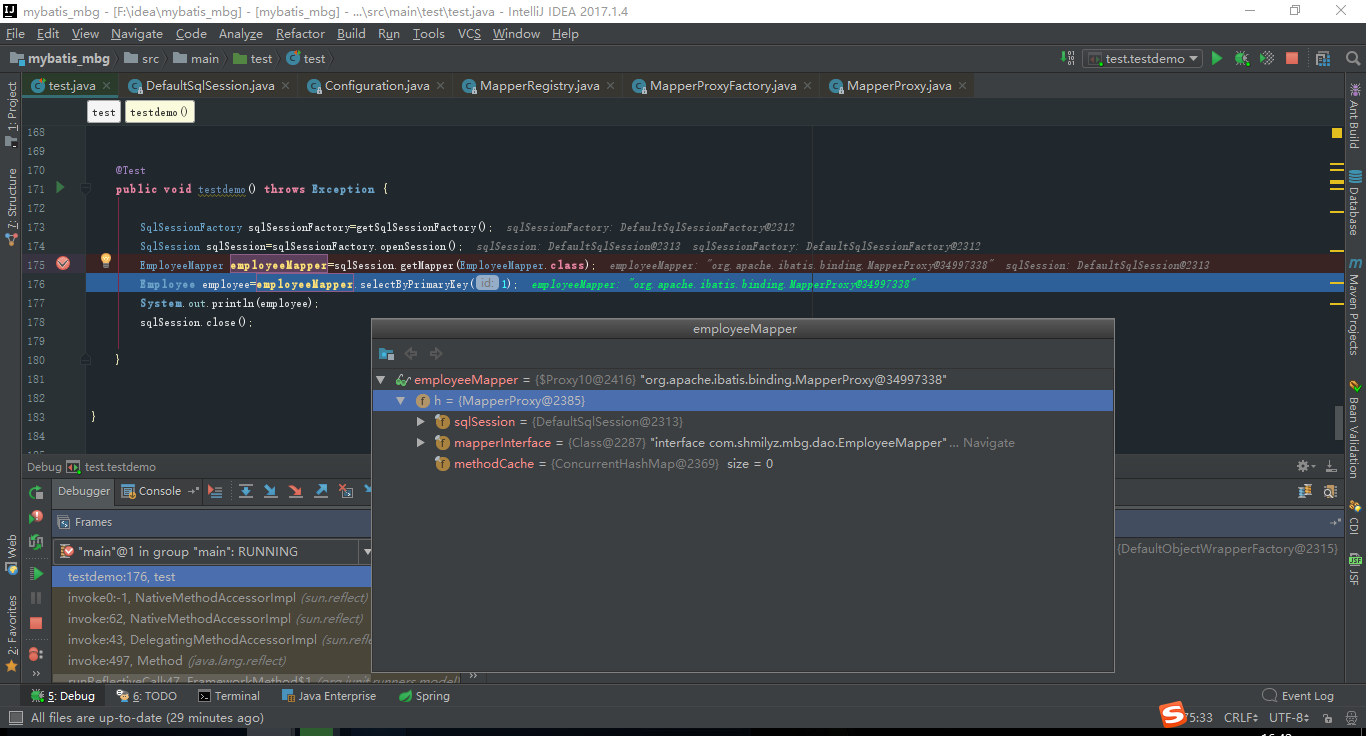 mybatis_mbg - [F:\idea\mybatis_mbg] - [mybatis_mbg] - ...\src\main\test\test.java - IntelliJ IDEA 2017.1.4
File Edit View Navigate Code Analyze Refactor Build Run Tools VCS Window Help
mybatis_mbg src main test test test.testdemo
test.java DefaultSqlSession.java Configuration.java MapperRegistry.java MapperProxyFactory.java MapperProxy.java
test testdemo()
168
169
170 @Test
171 public void testdemo() throws Exception {
172
173 SqlSessionFactory sqlSessionFactory=getSqlSessionFactory(); sqlSessionFactory: DefaultSqlSessionFactory@2312
174 SqlSession sqlSession=sqlSessionFactory.openSession(); sqlSession: DefaultSqlSession@2313 sqlSessionFactory: DefaultSqlSessionFactory@2312
175 EmployeeMapper employeeMapper=sqlSession.getMapper(EmployeeMapper.class); employeeMapper: "org.apache.ibatis.binding.MapperProxy@34997338" sqlSession: DefaultSqlSession@2313
176 Employee employee=employeeMapper.selectByPrimaryKey( id: 1); employeeMapper: "org.apache.ibatis.binding.MapperProxy@34997338"
177 System.out.println(employee);
178 sqlSession.close();
179
180 }
181
182
183 }
184
employeeMapper
employeeMapper = {$Proxy10@2416} "org.apache.ibatis.binding.MapperProxy@34997338"
h = {MapperProxy@2385}
sqlSession = {DefaultSqlSession@2313}
mapperInterface = {Class@2287} "interface com.shmilyz.mbg.dao.EmployeeMapper"... Navigate
methodCache = {ConcurrentHashMap@2369} size = 0
Debug test.testdemo
Debugger Console
Frames
"main"@1 in group "main": RUNNING
{DefaultObjectWrapperFactory@2315}
testdemo:176, test
invoke0:-1, NativeMethodAccessorImpl (sun.reflect)
invoke:62, NativeMethodAccessorImpl (sun.reflect)
invoke:43, DelegatingMethodAccessorImpl (sun.refle
invoke:497, Method (java.lang.reflect)
runReflectiveCall:47, FrameworkMethod$1 (org.junit.runners.model)
1: Project
7: Structure
Web
2: Favorites
Ant Build
Database
Maven Projects
Bean Validation
CDI
JSF
5: Debug 6: TODO Terminal Java Enterprise Spring Event Log
All files are up-to-date (29 minutes ago) 75:33 CRLF UTF-8